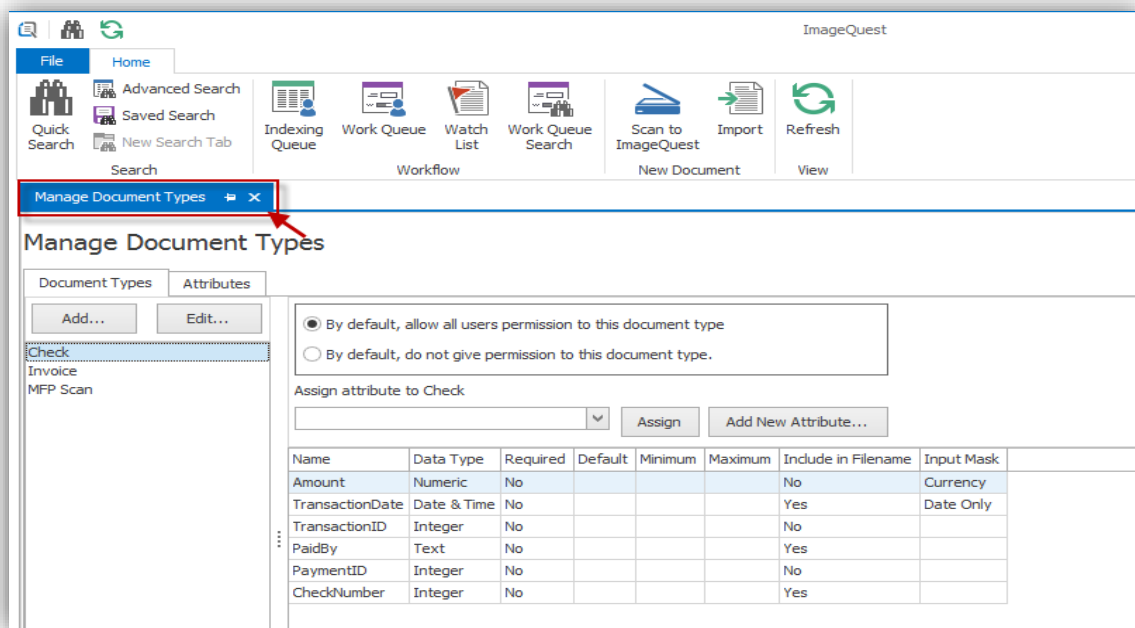 ImageQuest
File Home
Quick Search
Advanced Search
Saved Search
New Search Tab
Search
Indexing Queue
Work Queue
Watch List
Work Queue Search
Workflow
Scan to ImageQuest
Import
New Document
Refresh
View
Manage Document Types
Manage Document Types
Document Types Attributes
Add... Edit...
Check
Invoice
MFP Scan
By default, allow all users permission to this document type
By default, do not give permission to this document type.
Assign attribute to Check
Assign Add New Attribute...
Name Data Type Required Default Minimum Maximum Include in Filename Input Mask
Amount Numeric No No Currency
TransactionDate Date & Time No Yes Date Only
TransactionID Integer No No
PaidBy Text No Yes
PaymentID Integer No No
CheckNumber Integer No Yes